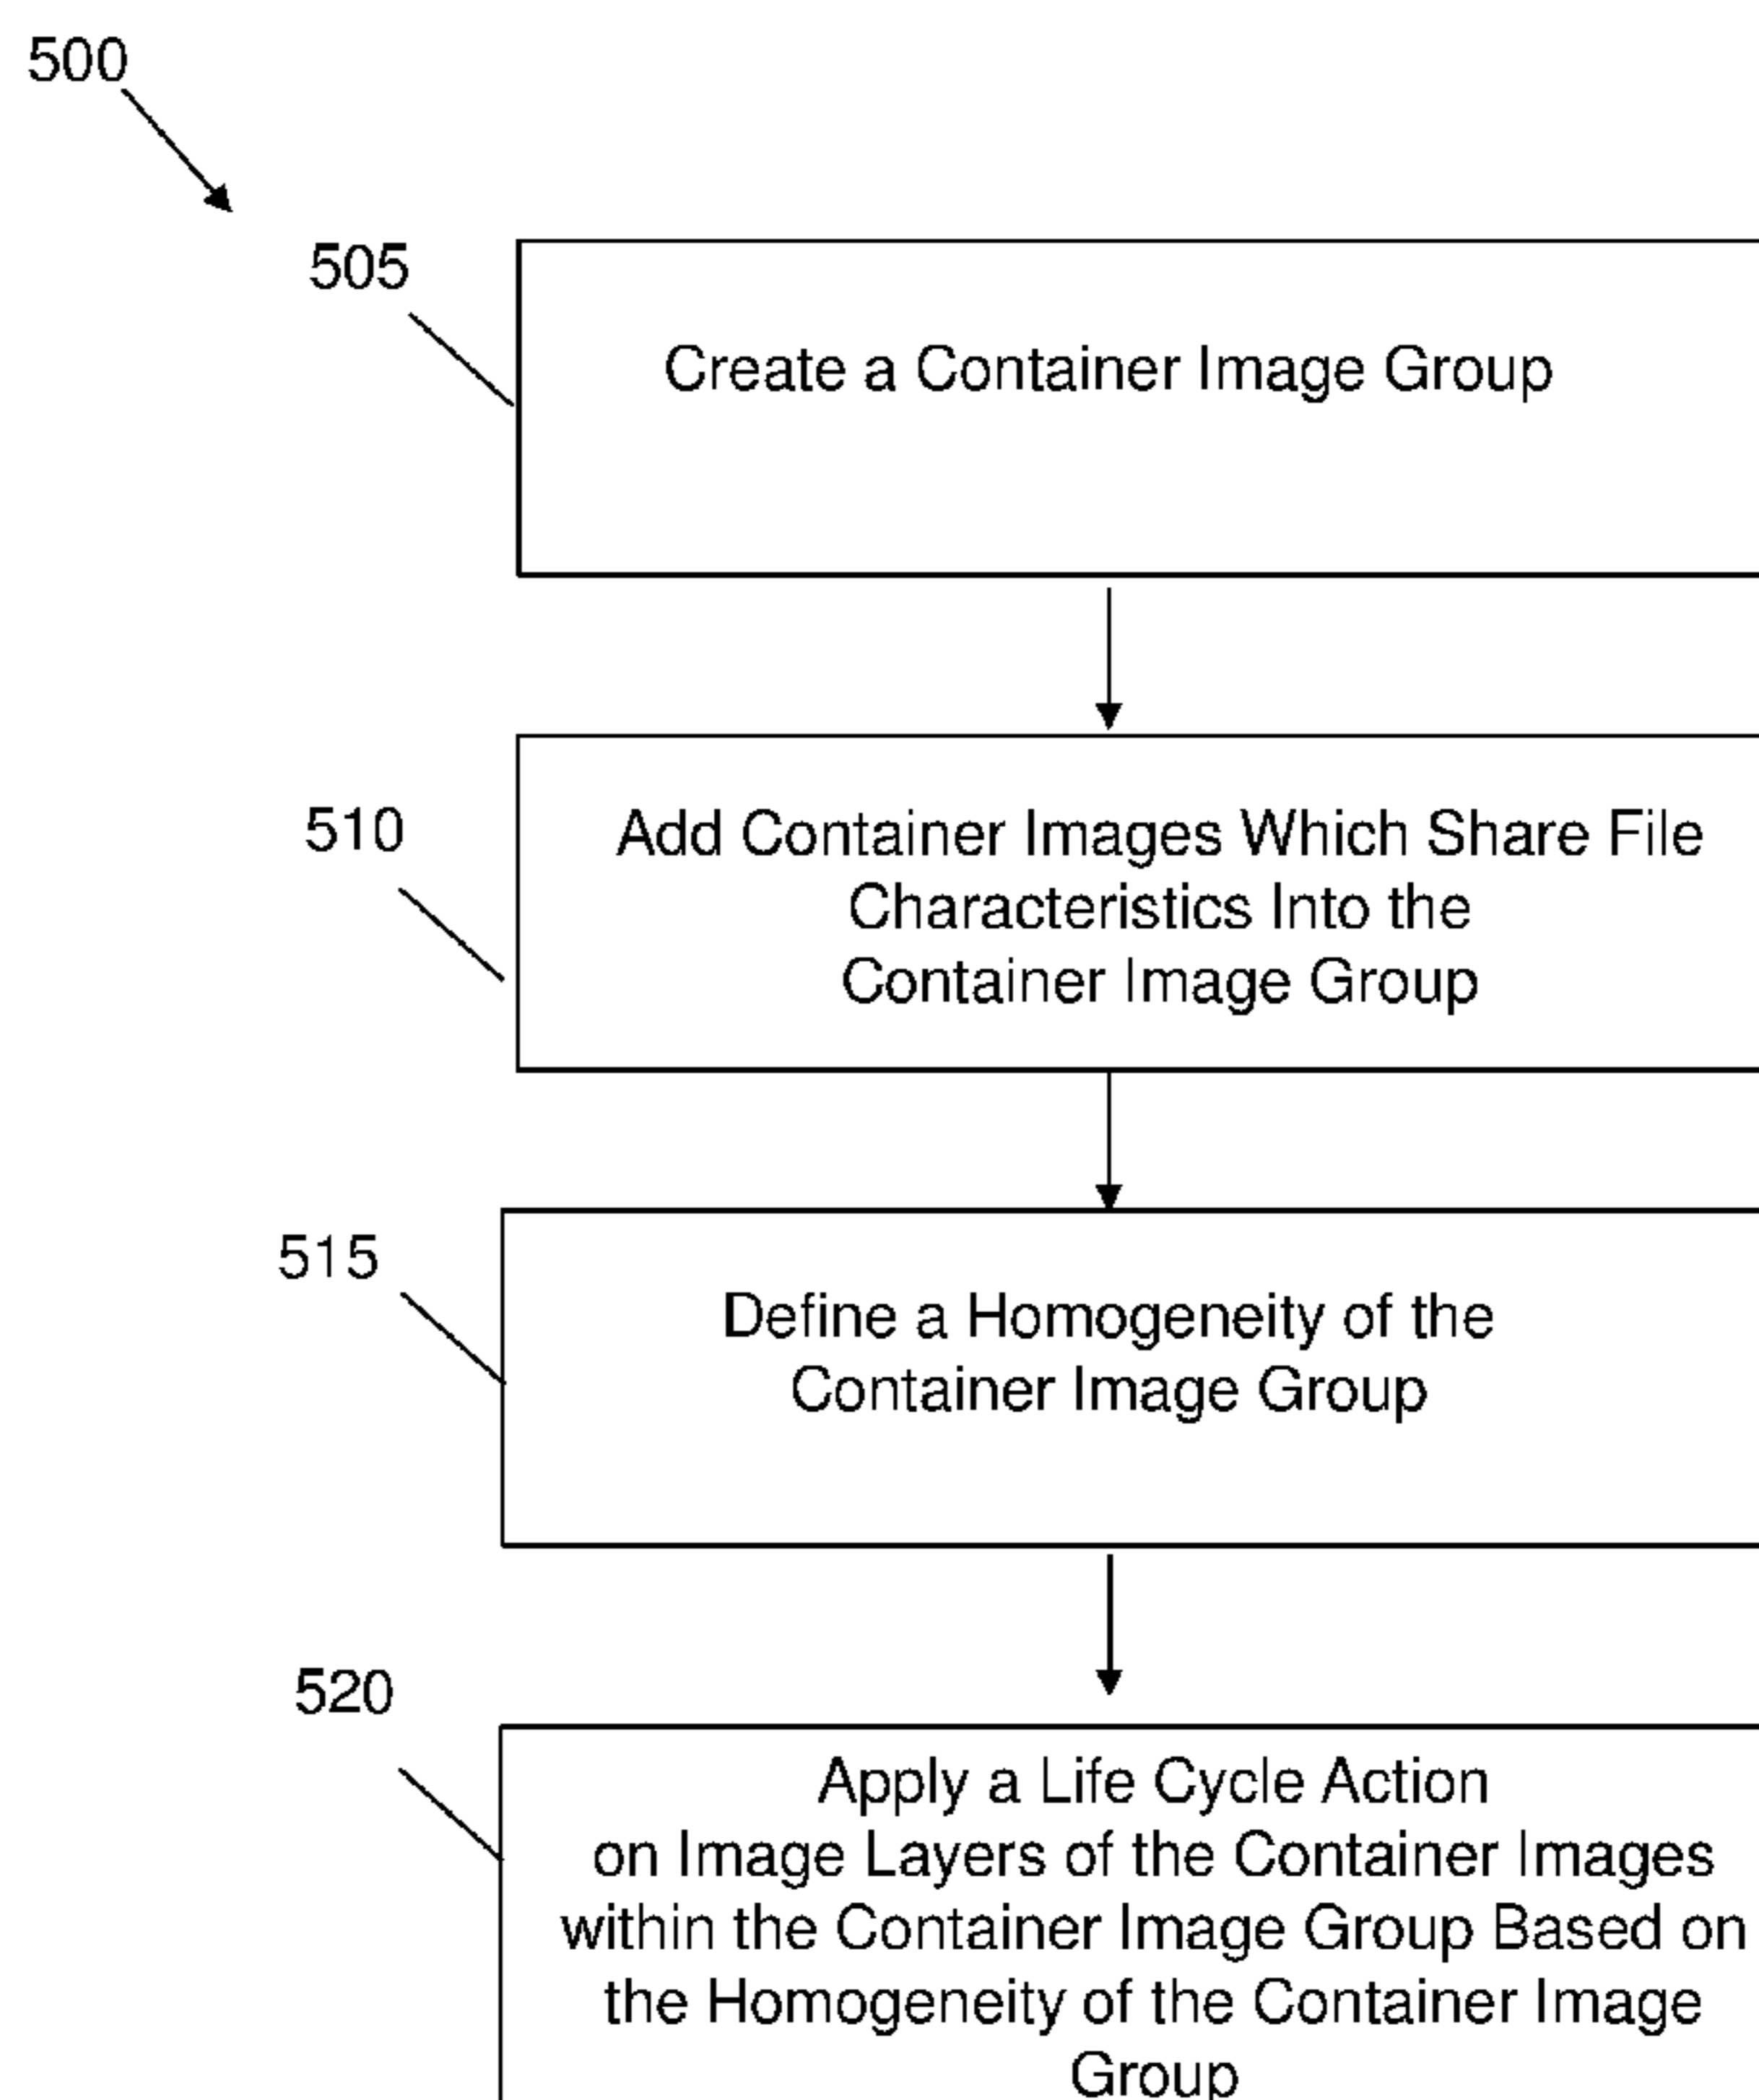 500
505
Create a Container Image Group
510
Add Container Images Which Share File
Characteristics Into the
Container Image Group
515
Define a Homogeneity of the
Container Image Group
520
Apply a Life Cycle Action
on Image Layers of the Container Images
within the Container Image Group Based on
the Homogeneity of the Container Image
Group